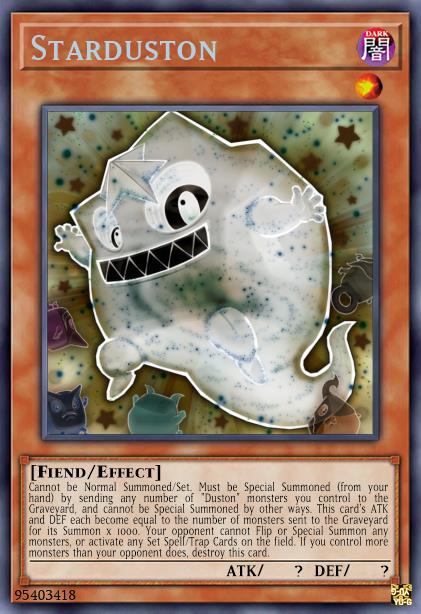 Starduston
DARK
闇
[Fiend/Effect]
Cannot be Normal Summoned/Set. Must be Special Summoned (from your
hand) by sending any number of "Duston" monsters you control to the
Graveyard, and cannot be Special Summoned by other ways. This card's ATK
and DEF each become equal to the number of monsters sent to the Graveyard
for its Summon x 1000. Your opponent cannot Flip or Special Summon any
monsters, or activate any Set Spell/Trap Cards on the field. If you control more
monsters than your opponent does, destroy this card.
ATK/ ? DEF/ ?
95403418